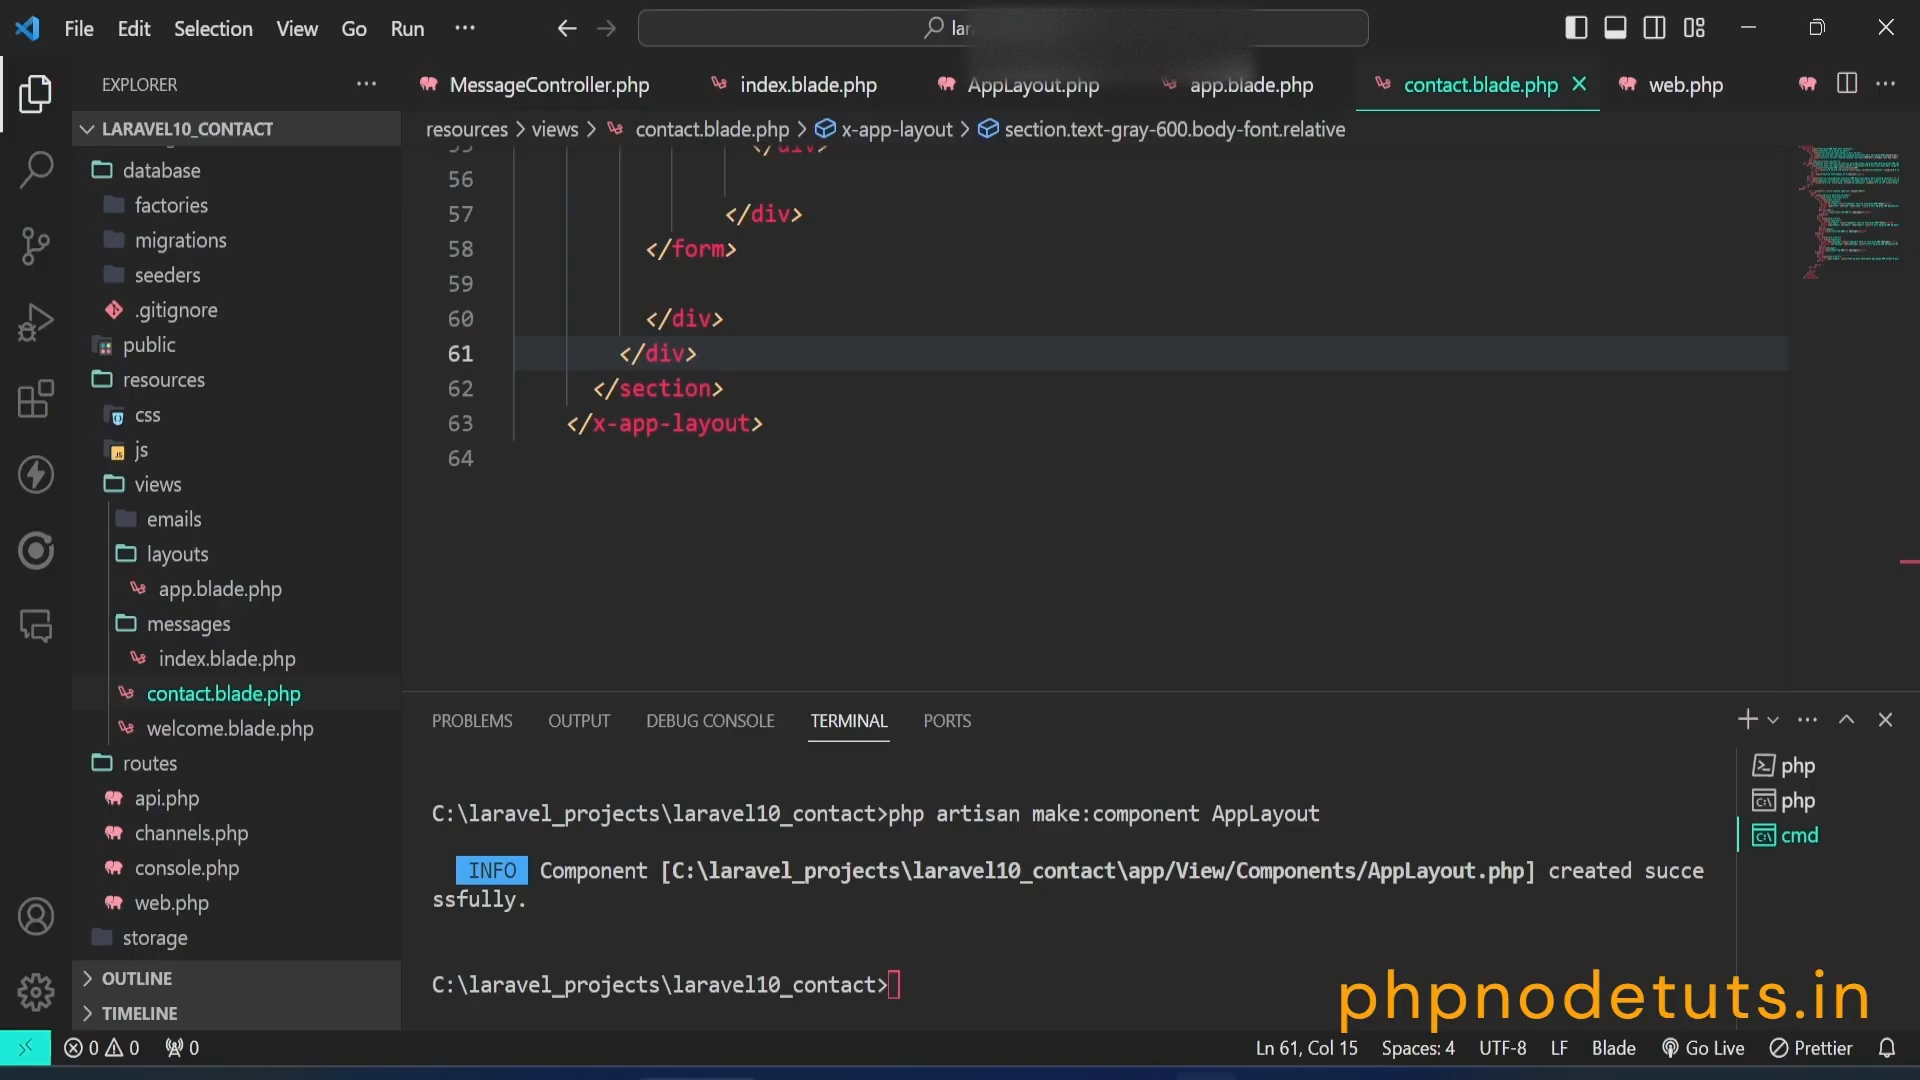 File Edit Selection View Go Run ···
EXPLORER
MessageController.php index.blade.php AppLayout.php app.blade.php contact.blade.php web.php
LARAVEL10_CONTACT
resources > views > contact.blade.php > x-app-layout > section.text-gray-600.body-font.relative
database
factories
migrations
seeders
.gitignore
public
resources
css
js
views
emails
layouts
app.blade.php
messages
index.blade.php
contact.blade.php
welcome.blade.php
routes
api.php
channels.php
console.php
web.php
storage
OUTLINE
TIMELINE
55 </div>
56
57 </div>
58 </form>
59
60 </div>
61 </div>
62 </section>
63 </x-app-layout>
64
PROBLEMS OUTPUT DEBUG CONSOLE TERMINAL PORTS
C:\laravel_projects\laravel10_contact>php artisan make:component AppLayout
INFO Component [C:\laravel_projects\laravel10_contact\app/View/Components/AppLayout.php] created succe
ssfully.
C:\laravel_projects\laravel10_contact>
php
php
cmd
phpnodetuts.in
0 0 0 Ln 61, Col 15 Spaces: 4 UTF-8 LF Blade Go Live Prettier